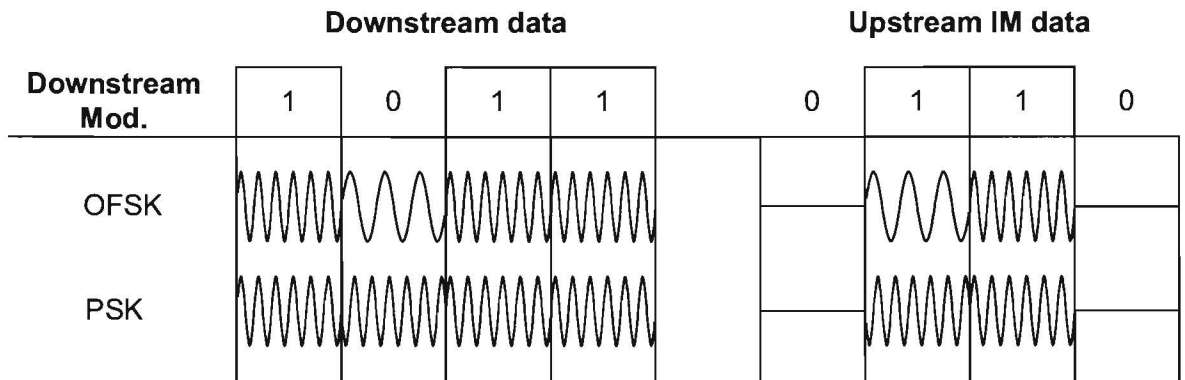 Downstream data Upstream IM data
Downstream
Mod.
1 0 1 1 0 1 1 0
OFSK
PSK